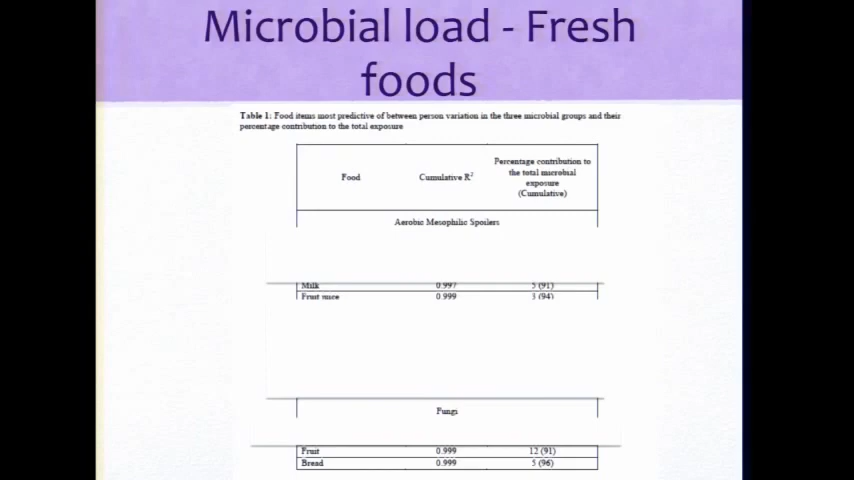 Microbial load - Fresh
foods
Table 1: Food items most predictive of between person variation in the three microbial groups and their
percentage contribution to the total exposure
Food
Cumulative R²
Percentage contribution to
the total microbial
exposure
(Cumulative)
Aerobic Mesophilic Spoilers
Milk 0.997 5 (91)
Fruit 0.999 3 (94)
Fungi
Fruit 0.999 12 (91)
Bread 0.999 5 (96)